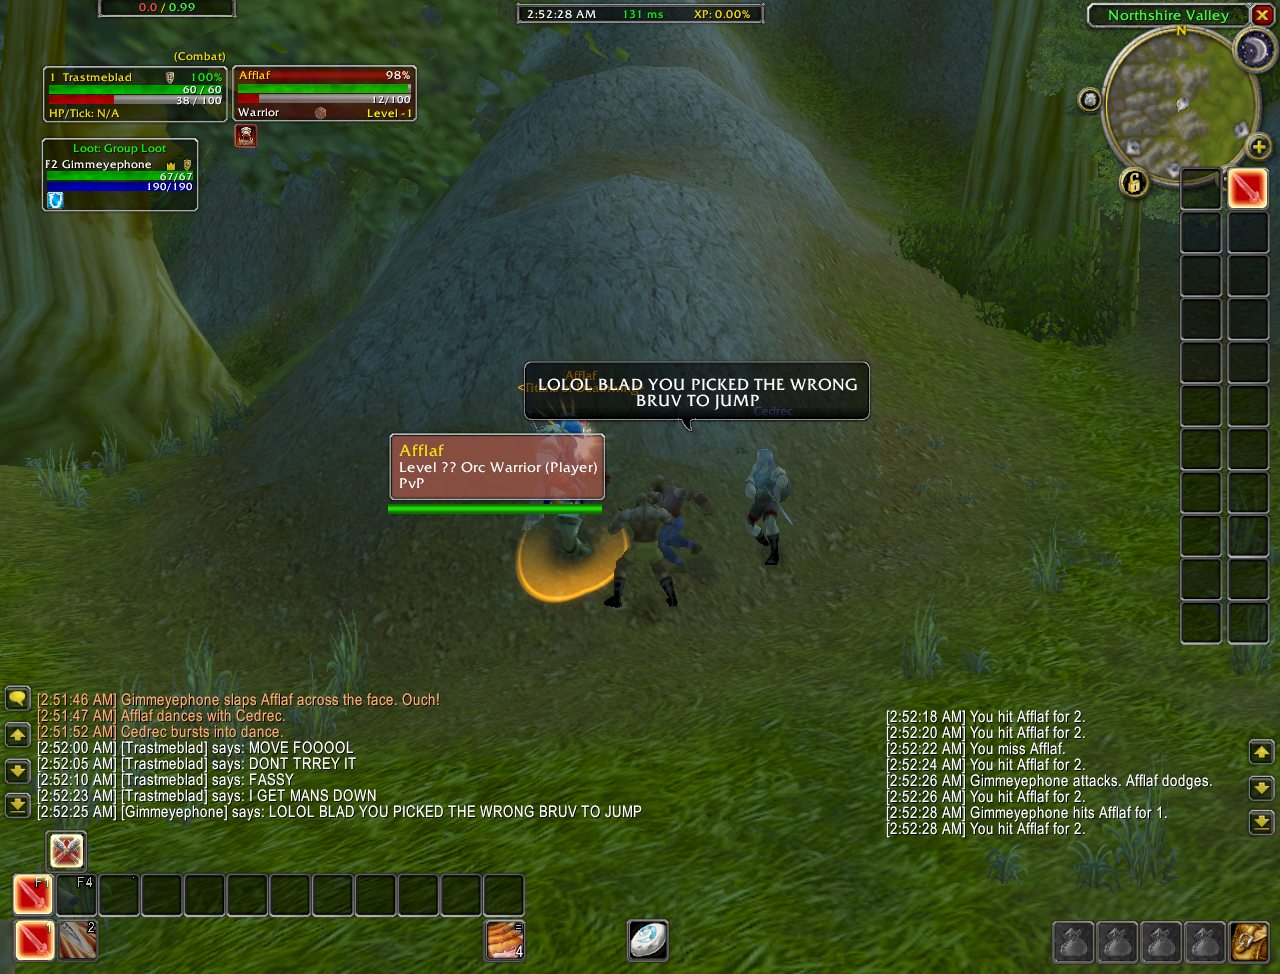 0.0 / 0.99
2:52:28 AM 131 ms XP: 0.00%
Northshire Valley
N
(Combat)
1 Trastmeblad 100%
60 / 60
38 / 100
HP/Tick: N/A
Afflaf 98%
12/100
Warrior Level -1
Loot: Group Loot
F2 Gimmeyephone
67/67
190/190
Afflaf
Cedrec
LOLOL BLAD YOU PICKED THE WRONG
BRUV TO JUMP
Afflaf
Level ?? Orc Warrior (Player)
PvP
[2:51:46 AM] Gimmeyephone slaps Afflaf across the face. Ouch!
[2:51:47 AM] Afflaf dances with Cedrec.
[2:51:52 AM] Cedrec bursts into dance.
[2:52:00 AM] [Trastmeblad] says: MOVE FOOOOL
[2:52:05 AM] [Trastmeblad] says: DONT TRREY IT
[2:52:10 AM] [Trastmeblad] says: FASSY
[2:52:23 AM] [Trastmeblad] says: I GET MANS DOWN
[2:52:25 AM] [Gimmeyephone] says: LOLOL BLAD YOU PICKED THE WRONG BRUV TO JUMP
[2:52:18 AM] You hit Afflaf for 2.
[2:52:20 AM] You hit Afflaf for 2.
[2:52:22 AM] You miss Afflaf.
[2:52:24 AM] You hit Afflaf for 2.
[2:52:26 AM] Gimmeyephone attacks. Afflaf dodges.
[2:52:26 AM] You hit Afflaf for 2.
[2:52:28 AM] Gimmeyephone hits Afflaf for 1.
[2:52:28 AM] You hit Afflaf for 2.
F1 F4
1 2 = 4